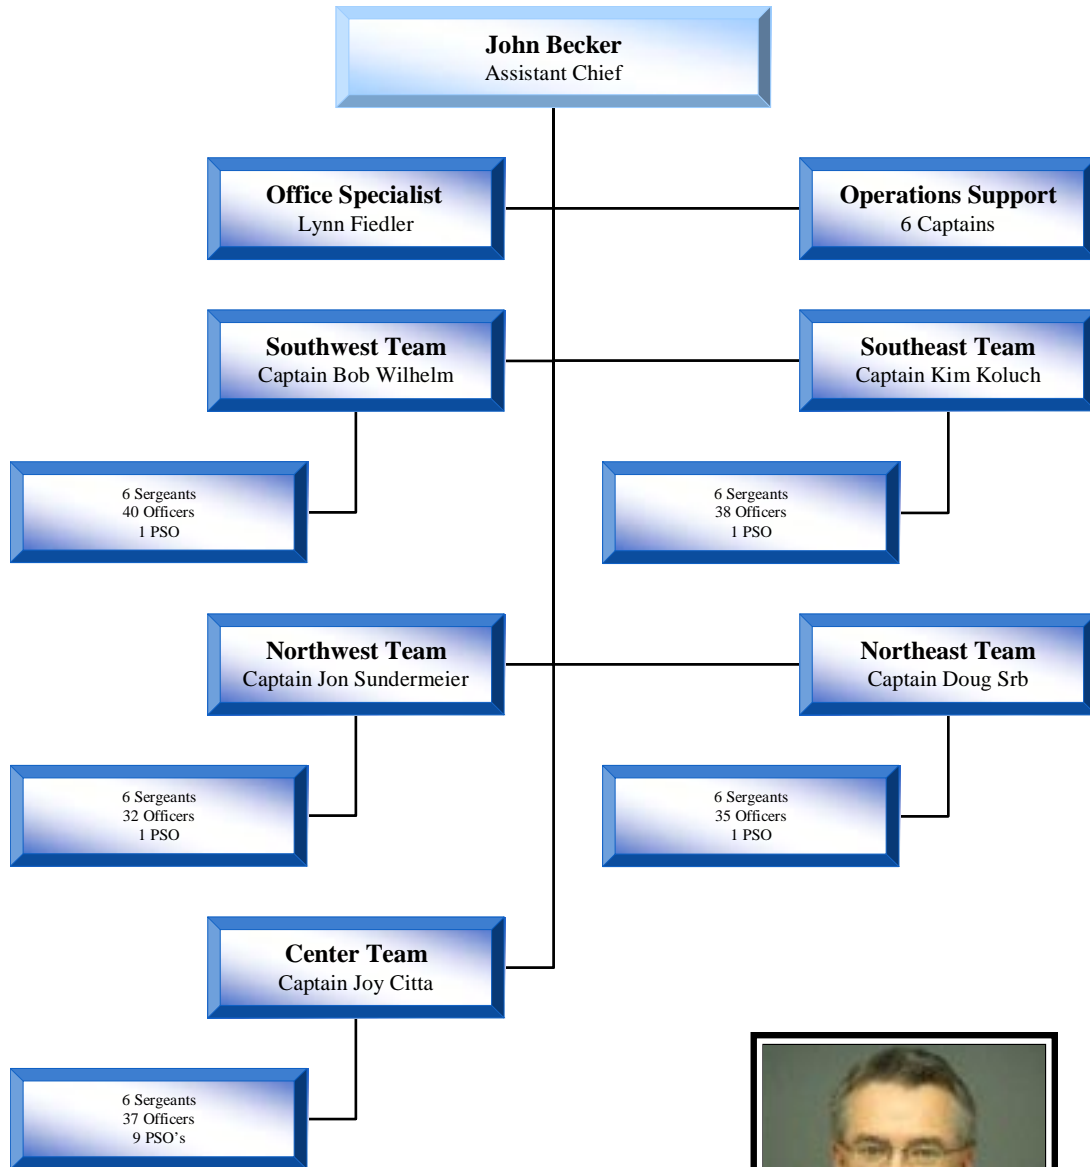 John Becker
Assistant Chief
Office Specialist
Lynn Fiedler
Operations Support
6 Captains
Southwest Team
Captain Bob Wilhelm
Southeast Team
Captain Kim Koluch
6 Sergeants
40 Officers
1 PSO
6 Sergeants
38 Officers
1 PSO
Northwest Team
Captain Jon Sundermeier
Northeast Team
Captain Doug Srb
6 Sergeants
32 Officers
1 PSO
6 Sergeants
35 Officers
1 PSO
Center Team
Captain Joy Citta
6 Sergeants
37 Officers
9 PSO’s